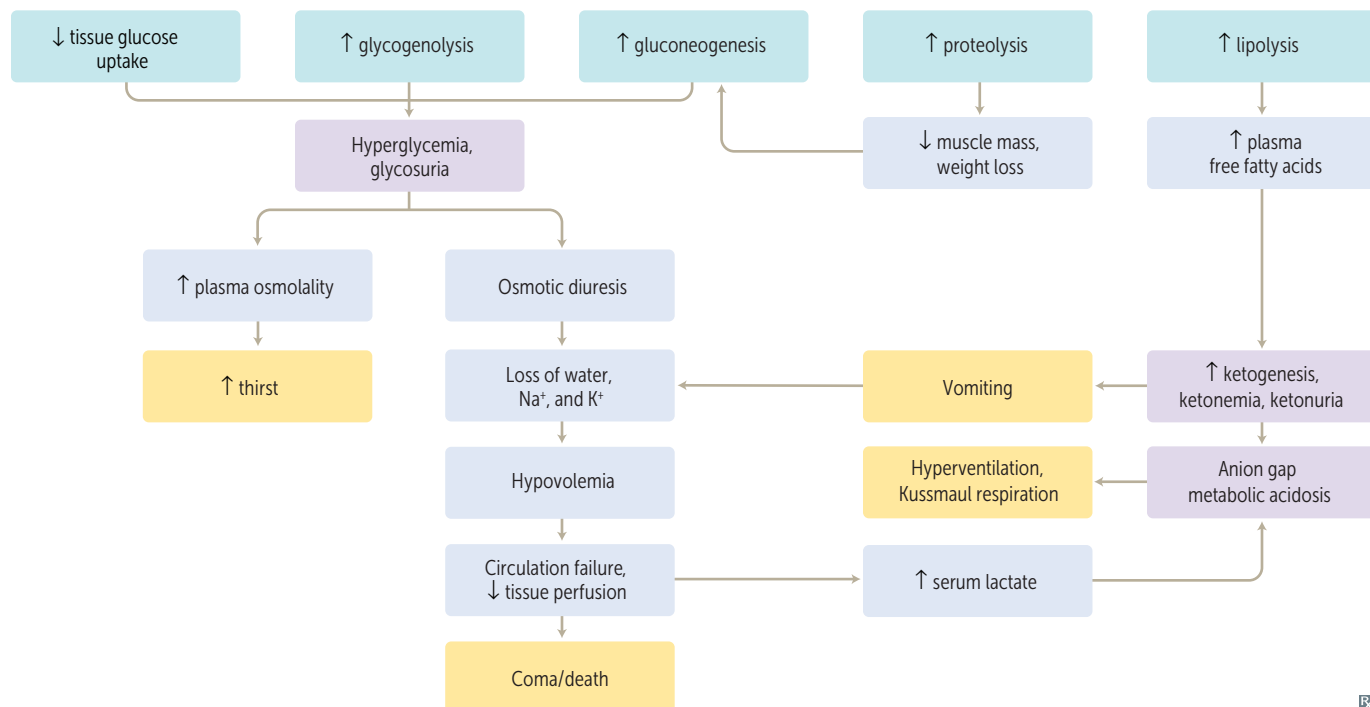 ↓ tissue glucose
uptake
↑ glycogenolysis
↑ gluconeogenesis
↑ proteolysis
↑ lipolysis
Hyperglycemia,
glycosuria
↓ muscle mass,
weight loss
↑ plasma
free fatty acids
↑ plasma osmolality
Osmotic diuresis
↑ thirst
Loss of water,
Na⁺, and K⁺
Vomiting
↑ ketogenesis,
ketonemia, ketonuria
Hypovolemia
Hyperventilation,
Kussmaul respiration
Anion gap
metabolic acidosis
Circulation failure,
↓ tissue perfusion
↑ serum lactate
Coma/death
R